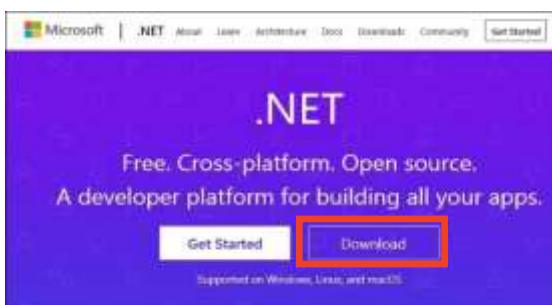 Microsoft | .NET About Learn Architecture Docs Downloads Community Get Started
.NET
Free. Cross-platform. Open source.
A developer platform for building all your apps.
Get Started Download
Supported on Windows, Linux, and macOS